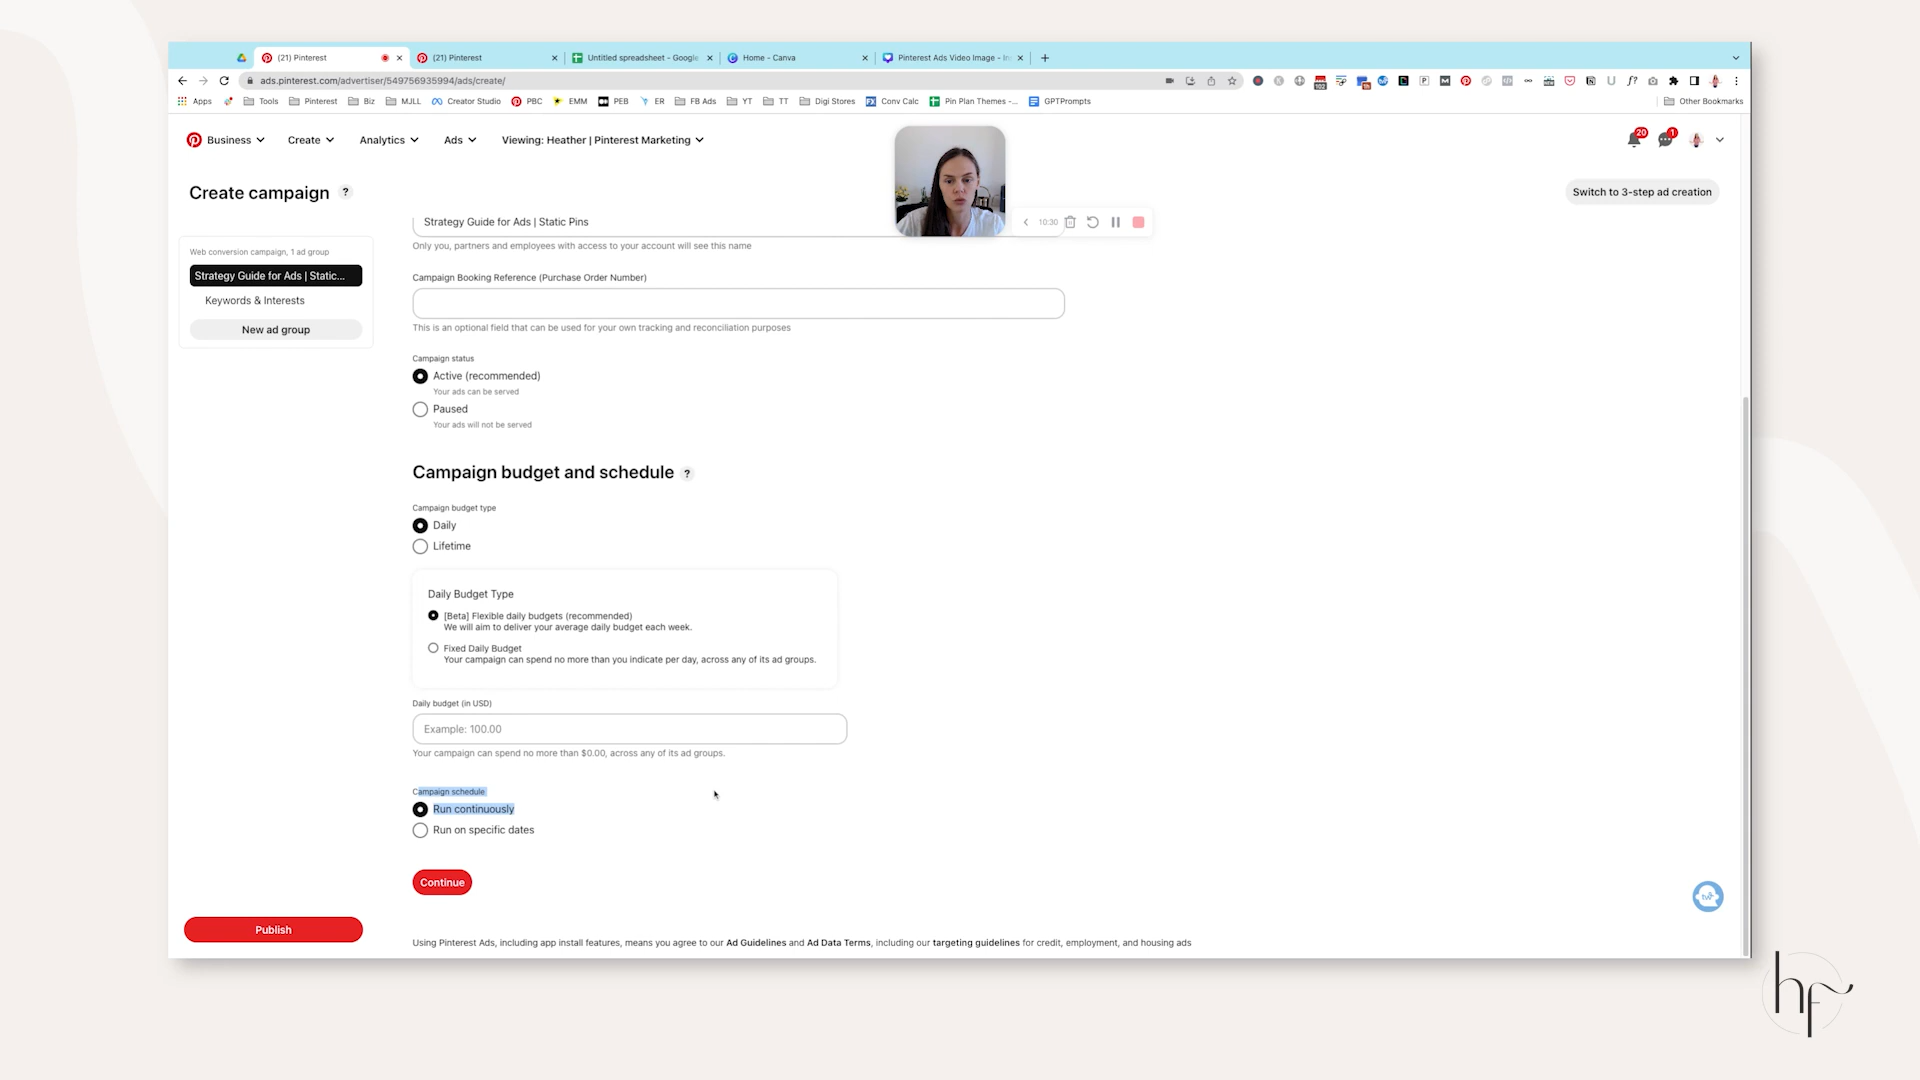 (21) Pinterest
(21) Pinterest
Untitled spreadsheet - Google
Home - Canva
Pinterest Ads Video Image - In
ads.pinterest.com/advertiser/549756935994/ads/create/
Apps
Tools
Pinterest
Biz
MJLL
Creator Studio
PBC
EMM
PEB
ER
FB Ads
YT
TT
Digi Stores
Conv Calc
Pin Plan Themes -...
GPTPrompts
Other Bookmarks
Business
Create
Analytics
Ads
Viewing: Heather | Pinterest Marketing
20
1
Create campaign ?
Switch to 3-step ad creation
10:30
Web conversion campaign, 1 ad group
Strategy Guide for Ads | Static...
Keywords & Interests
New ad group
Strategy Guide for Ads | Static Pins
Only you, partners and employees with access to your account will see this name
Campaign Booking Reference (Purchase Order Number)
This is an optional field that can be used for your own tracking and reconciliation purposes
Campaign status
Active (recommended)
Your ads can be served
Paused
Your ads will not be served
Campaign budget and schedule ?
Campaign budget type
Daily
Lifetime
Daily Budget Type
[Beta] Flexible daily budgets (recommended)
We will aim to deliver your average daily budget each week.
Fixed Daily Budget
Your campaign can spend no more than you indicate per day, across any of its ad groups.
Daily budget (in USD)
Example: 100.00
Your campaign can spend no more than $0.00, across any of its ad groups.
Campaign schedule
Run continuously
Run on specific dates
Continue
Publish
Using Pinterest Ads, including app install features, means you agree to our Ad Guidelines and Ad Data Terms, including our targeting guidelines for credit, employment, and housing ads
hf